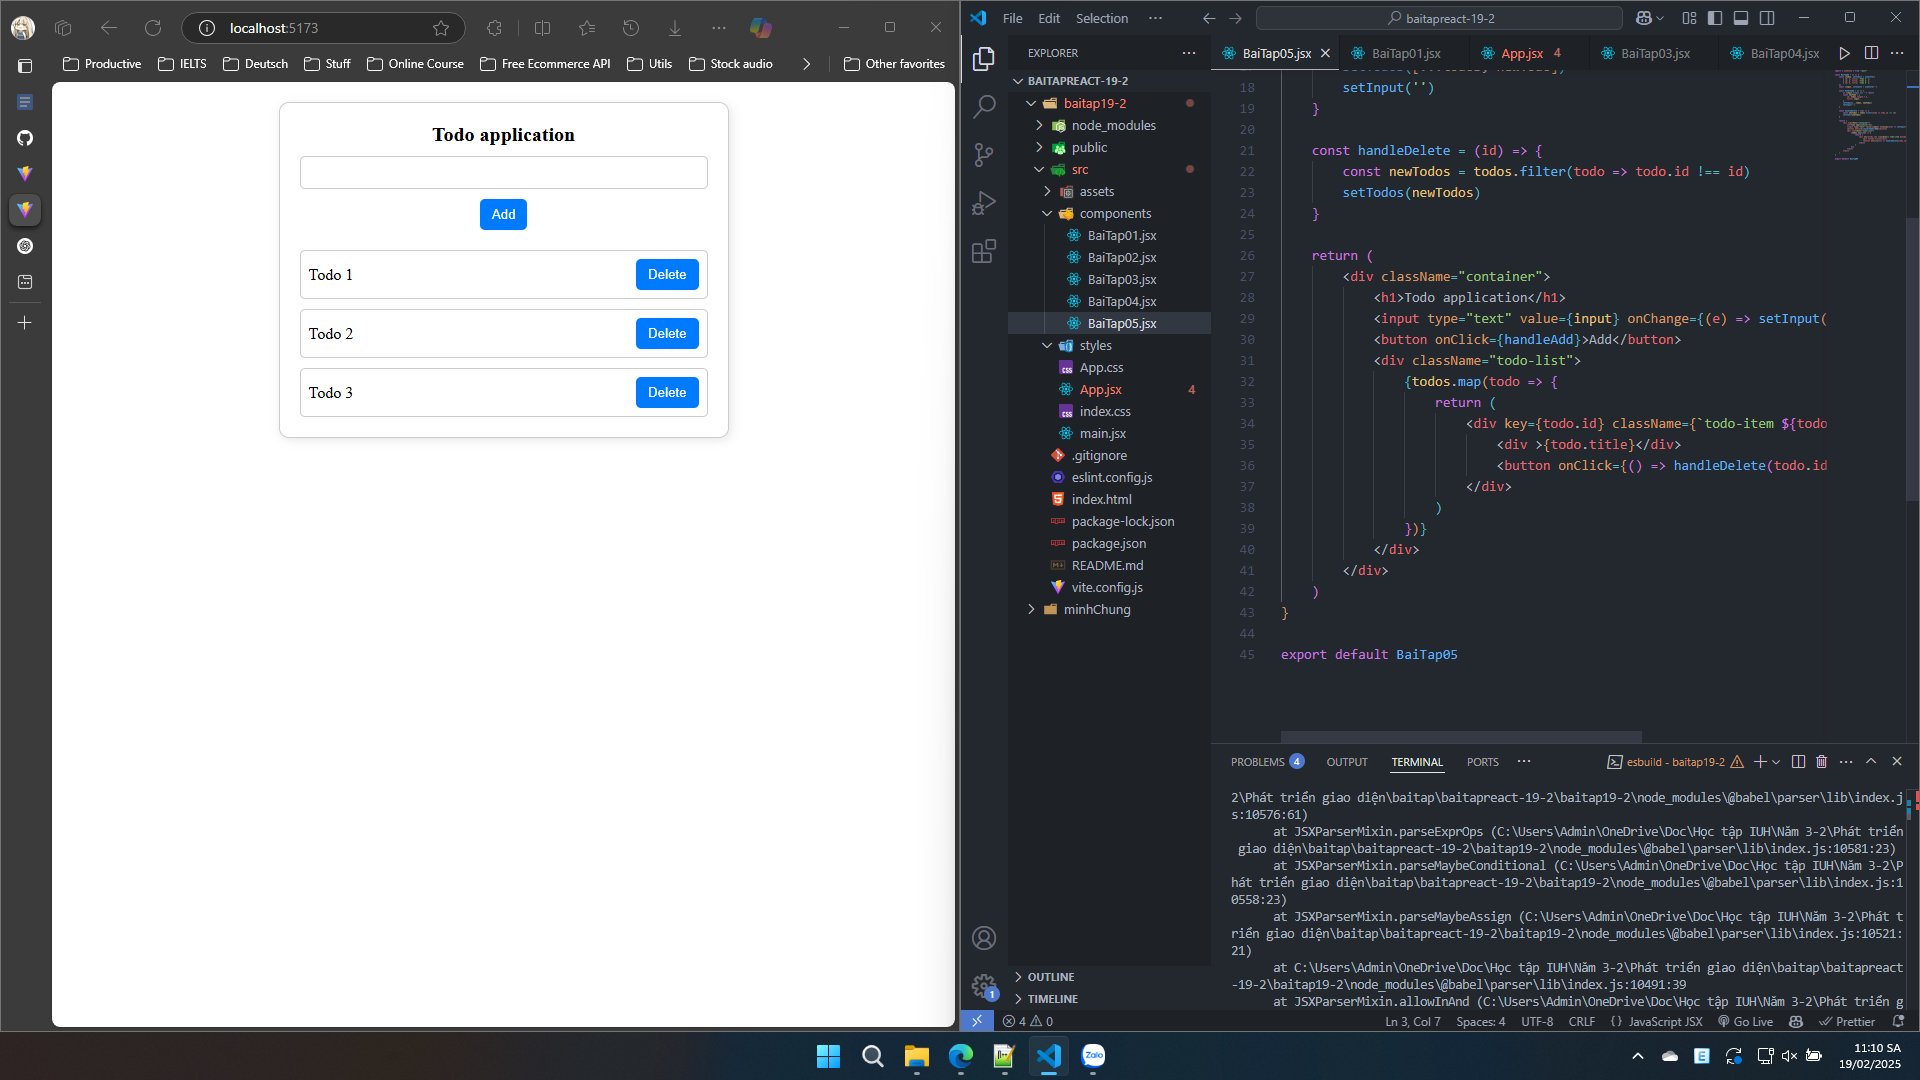 localhost:5173
Productive
IELTS
Deutsch
Stuff
Online Course
Free Ecommerce API
Utils
Stock audio
Other favorites
Todo application
Add
Todo 1
Delete
Todo 2
Delete
Todo 3
Delete
File Edit Selection
baitapreact-19-2
EXPLORER
BAITAPREACT-19-2
baitap19-2
node_modules
public
src
assets
components
BaiTap01.jsx
BaiTap02.jsx
BaiTap03.jsx
BaiTap04.jsx
BaiTap05.jsx
styles
App.css
App.jsx 4
index.css
main.jsx
.gitignore
eslint.config.js
index.html
package-lock.json
package.json
README.md
vite.config.js
minhChung
OUTLINE
TIMELINE
BaiTap05.jsx
BaiTap01.jsx
App.jsx 4
BaiTap03.jsx
BaiTap04.jsx
18 setInput('')
19 }
20
21 const handleDelete = (id) => {
22 const newTodos = todos.filter(todo => todo.id !== id)
23 setTodos(newTodos)
24 }
25
26 return (
27 <div className="container">
28 <h1>Todo application</h1>
29 <input type="text" value={input} onChange={(e) => setInput(
30 <button onClick={handleAdd}>Add</button>
31 <div className="todo-list">
32 {todos.map(todo => {
33 return (
34 <div key={todo.id} className={`todo-item ${todo
35 <div >{todo.title}</div>
36 <button onClick={() => handleDelete(todo.id
37 </div>
38 )
39 })}
40 </div>
41 </div>
42 )
43 }
44
45 export default BaiTap05
PROBLEMS 4 OUTPUT TERMINAL PORTS
esbuild - baitap19-2
2\Phát triển giao diện\baitap\baitapreact-19-2\baitap19-2\node_modules\@babel\parser\lib\index.j
s:10576:61)
at JSXParserMixin.parseExprOps (C:\Users\Admin\OneDrive\Doc\Học tập IUH\Năm 3-2\Phát triển
giao diện\baitap\baitapreact-19-2\baitap19-2\node_modules\@babel\parser\lib\index.js:10581:23)
at JSXParserMixin.parseMaybeConditional (C:\Users\Admin\OneDrive\Doc\Học tập IUH\Năm 3-2\P
hát triển giao diện\baitap\baitapreact-19-2\baitap19-2\node_modules\@babel\parser\lib\index.js:1
0558:23)
at JSXParserMixin.parseMaybeAssign (C:\Users\Admin\OneDrive\Doc\Học tập IUH\Năm 3-2\Phát t
riển giao diện\baitap\baitapreact-19-2\baitap19-2\node_modules\@babel\parser\lib\index.js:10521:
21)
at C:\Users\Admin\OneDrive\Doc\Học tập IUH\Năm 3-2\Phát triển giao diện\baitap\baitapreact
-19-2\baitap19-2\node_modules\@babel\parser\lib\index.js:10491:39
at JSXParserMixin.allowInAnd (C:\Users\Admin\OneDrive\Doc\Học tập IUH\Năm 3-2\Phát triển g
1
4 0
Ln 3, Col 7
Spaces: 4
UTF-8
CRLF
{} JavaScript JSX
Go Live
Prettier
Zalo
E
11:10 SA
19/02/2025